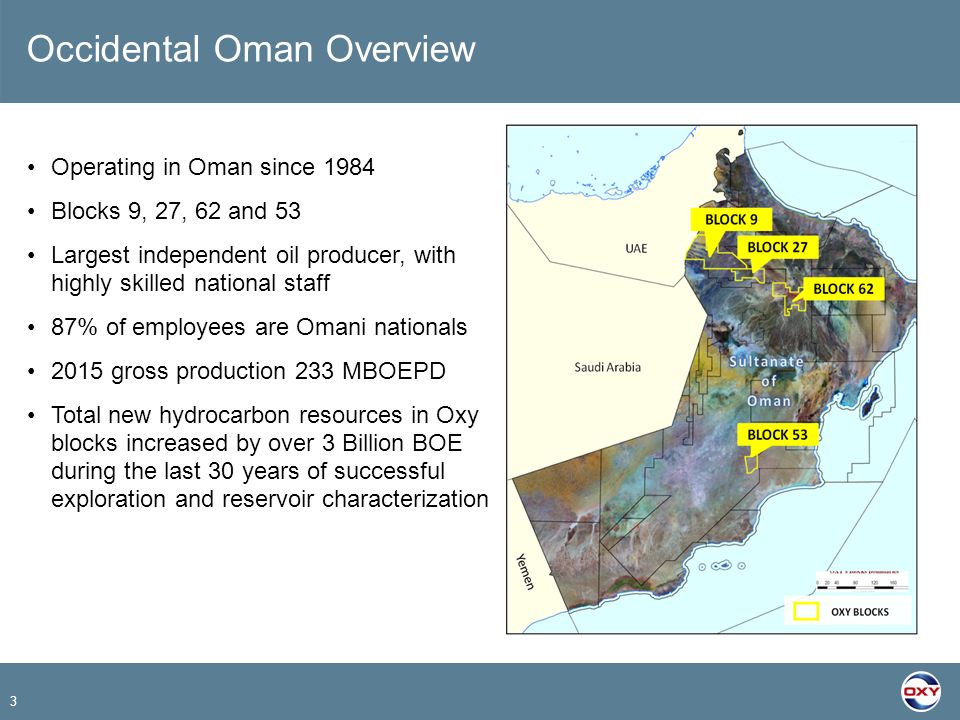 Occidental Oman Overview
• Operating in Oman since 1984
• Blocks 9, 27, 62 and 53
• Largest independent oil producer, with
highly skilled national staff
• 87% of employees are Omani nationals
• 2015 gross production 233 MBOEPD
• Total new hydrocarbon resources in Oxy
blocks increased by over 3 Billion BOE
during the last 30 years of successful
exploration and reservoir characterization
BLOCK 9
UAE
BLOCK 27
BLOCK 62
Saudi Arabia
Sultanate
of
Oman
BLOCK 53
Yemen
0 20 40 80 120 160
OXY BLOCKS
3
OXY